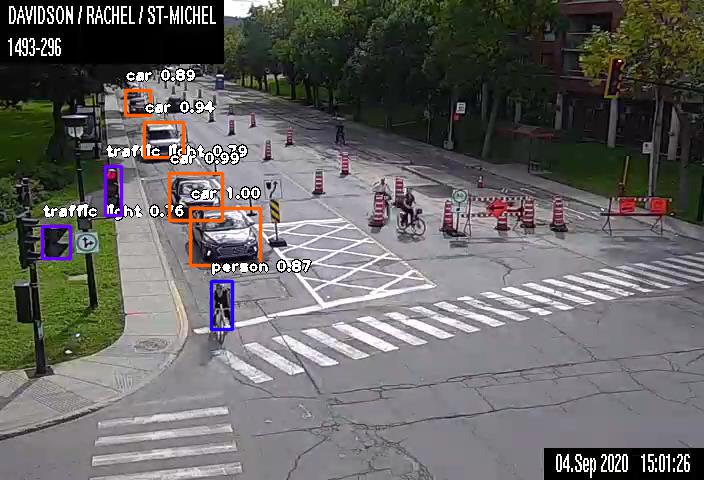 DAVIDSON / RACHEL / ST-MICHEL
1493-296
car 0.89
car 0.94
traffic light 0.79
car 0.99
car 1.00
traffic light 0.76
person 0.87
04.Sep 2020 15:01:26